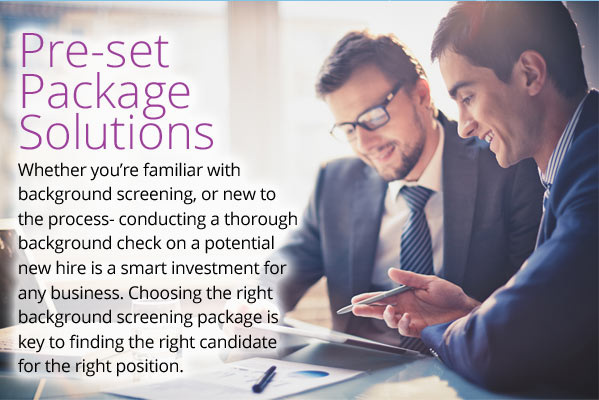 Pre-set
Package
Solutions
Whether you’re familiar with
background screening, or new to
the process- conducting a thorough
background check on a potential
new hire is a smart investment for
any business. Choosing the right
background screening package is
key to finding the right candidate
for the right position.